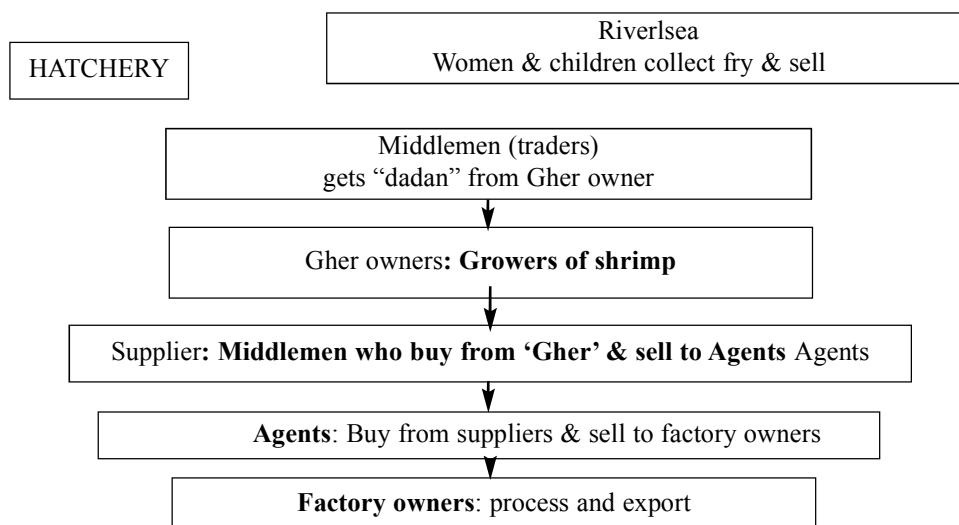 Riverlsea
Women & children collect fry & sell
HATCHERY
Middlemen (traders)
gets “dadan” from Gher owner
Gher owners: Growers of shrimp
Supplier: Middlemen who buy from ‘Gher’ & sell to Agents Agents
Agents: Buy from suppliers & sell to factory owners
Factory owners: process and export